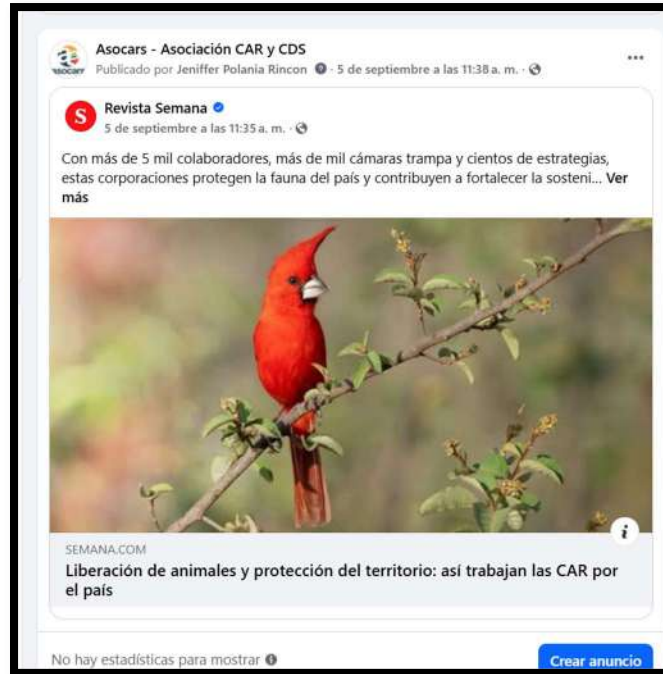 Asocars - Asociación CAR y CDS
Publicado por Jeniffer Polania Rincon · 5 de septiembre a las 11:38 a. m. ·
Revista Semana
5 de septiembre a las 11:35 a. m. ·
Con más de 5 mil colaboradores, más de mil cámaras trampa y cientos de estrategias,
estas corporaciones protegen la fauna del país y contribuyen a fortalecer la sosteni... Ver
más
SEMANA.COM
Liberación de animales y protección del territorio: así trabajan las CAR por
el país
No hay estadísticas para mostrar
Crear anuncio